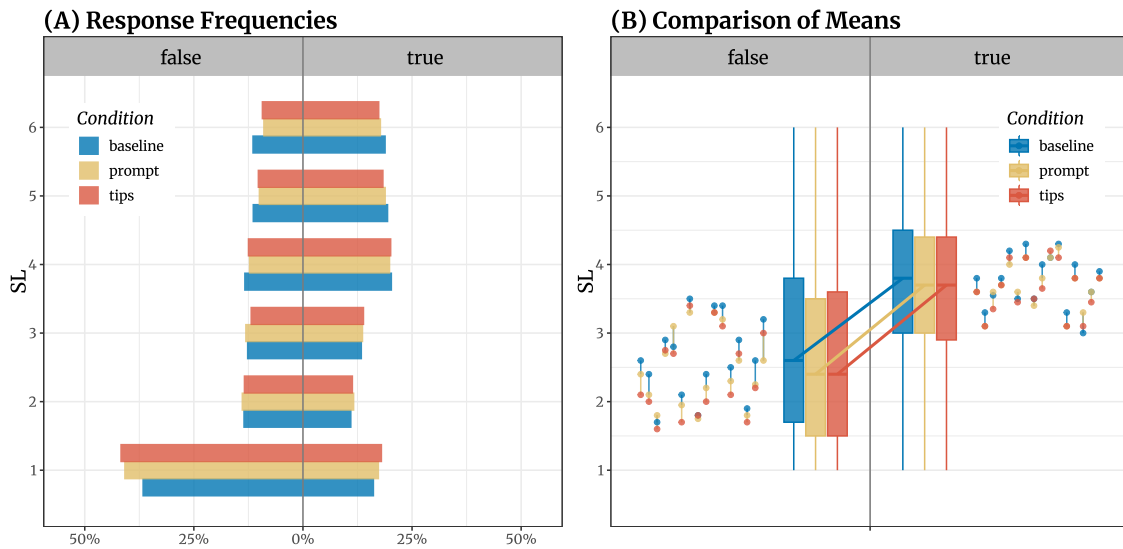 (A) Response Frequencies
false true
Condition
baseline
prompt
tips
SL
6
5
4
3
2
1
50% 25% 0% 25% 50%
(B) Comparison of Means
false true
Condition
baseline
prompt
tips
SL
6
5
4
3
2
1